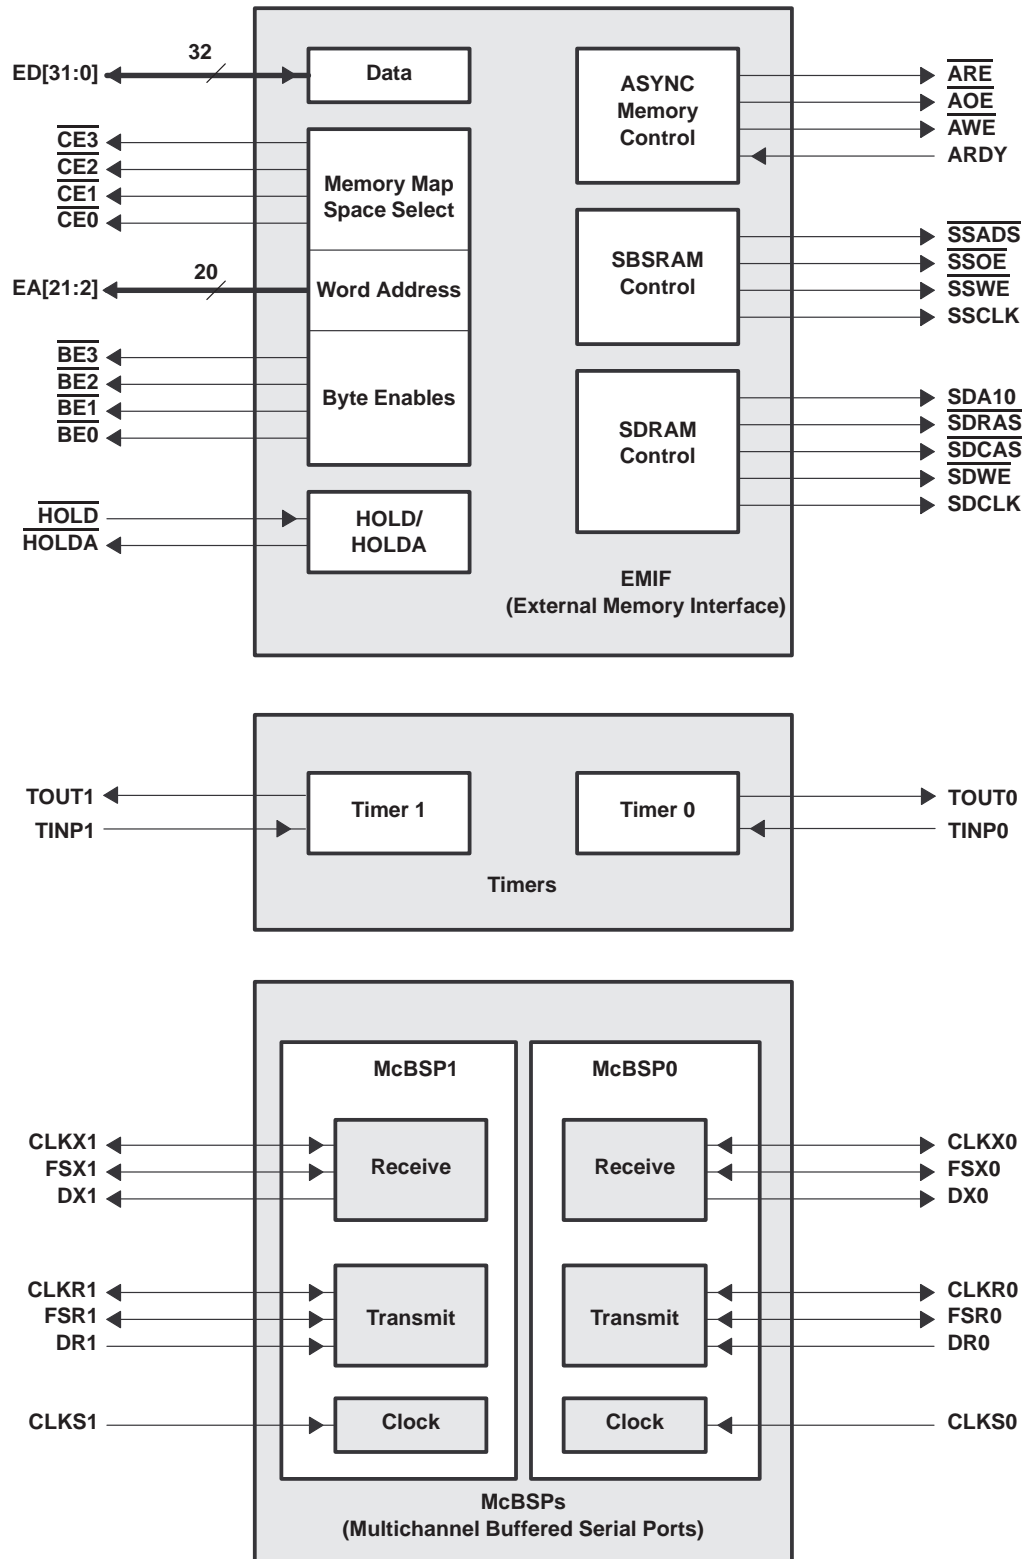 32
ED[31:0]
Data
CE3
CE2
CE1
CE0
Memory Map
Space Select
20
EA[21:2]
Word Address
BE3
BE2
BE1
BE0
Byte Enables
HOLD
HOLDA
HOLD/
HOLDA
ASYNC
Memory
Control
ARE
AOE
AWE
ARDY
SBSRAM
Control
SSADS
SSOE
SSWE
SSCLK
SDRAM
Control
SDA10
SDRAS
SDCAS
SDWE
SDCLK
EMIF
(External Memory Interface)
TOUT1
TINP1
Timer 1
Timer 0
TOUT0
TINP0
Timers
McBSP1
McBSP0
CLKX1
FSX1
DX1
Receive
Receive
CLKX0
FSX0
DX0
CLKR1
FSR1
DR1
Transmit
Transmit
CLKR0
FSR0
DR0
CLKS1
Clock
Clock
CLKS0
McBSPs
(Multichannel Buffered Serial Ports)